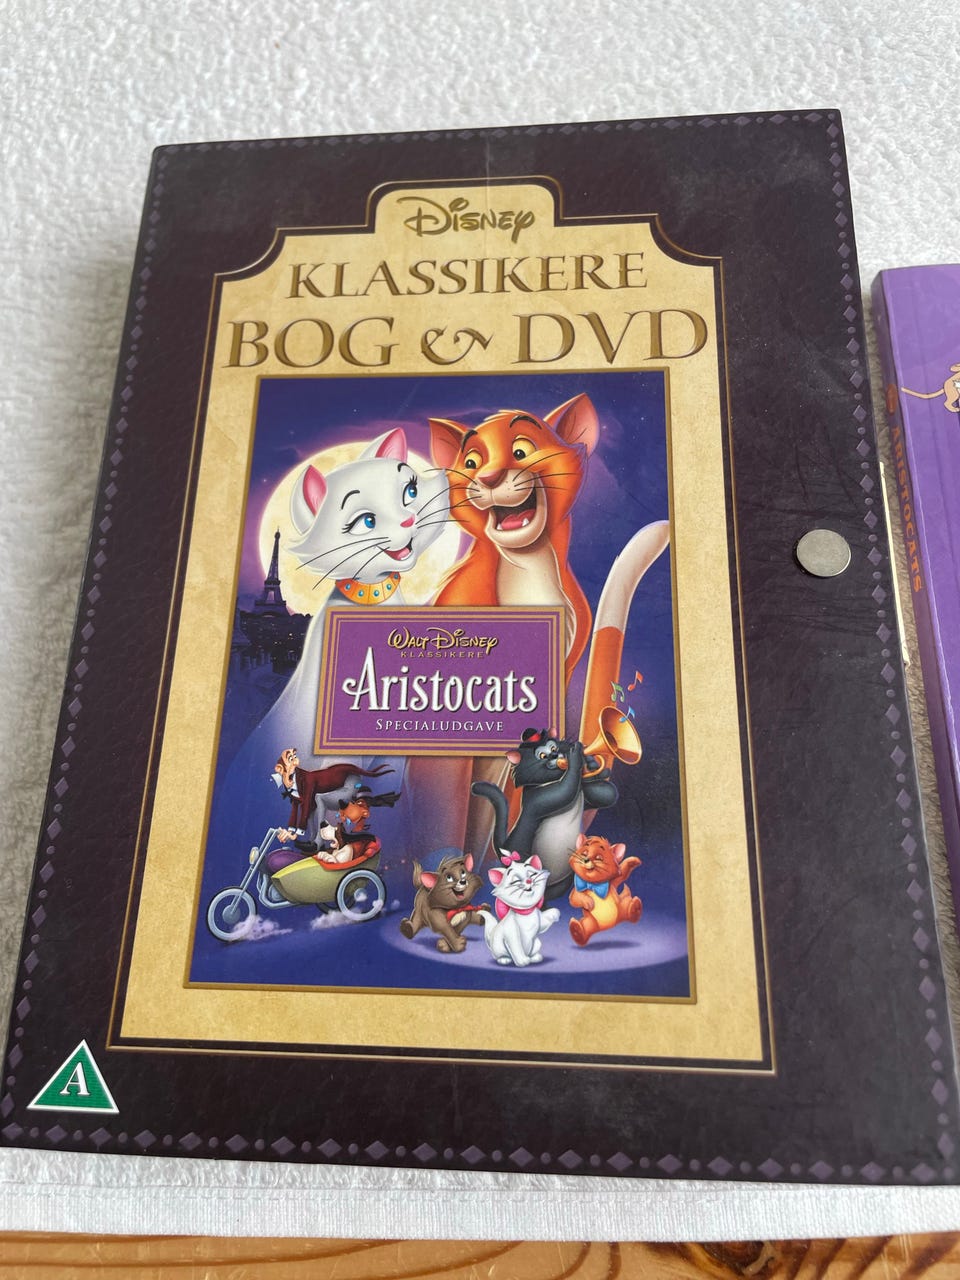 Disney
KLASSIKERE
BOG & DVD
WALT DISNEY
KLASSIKERE
Aristocats
SPECIALUDGAVE
A
ARISTOCATS